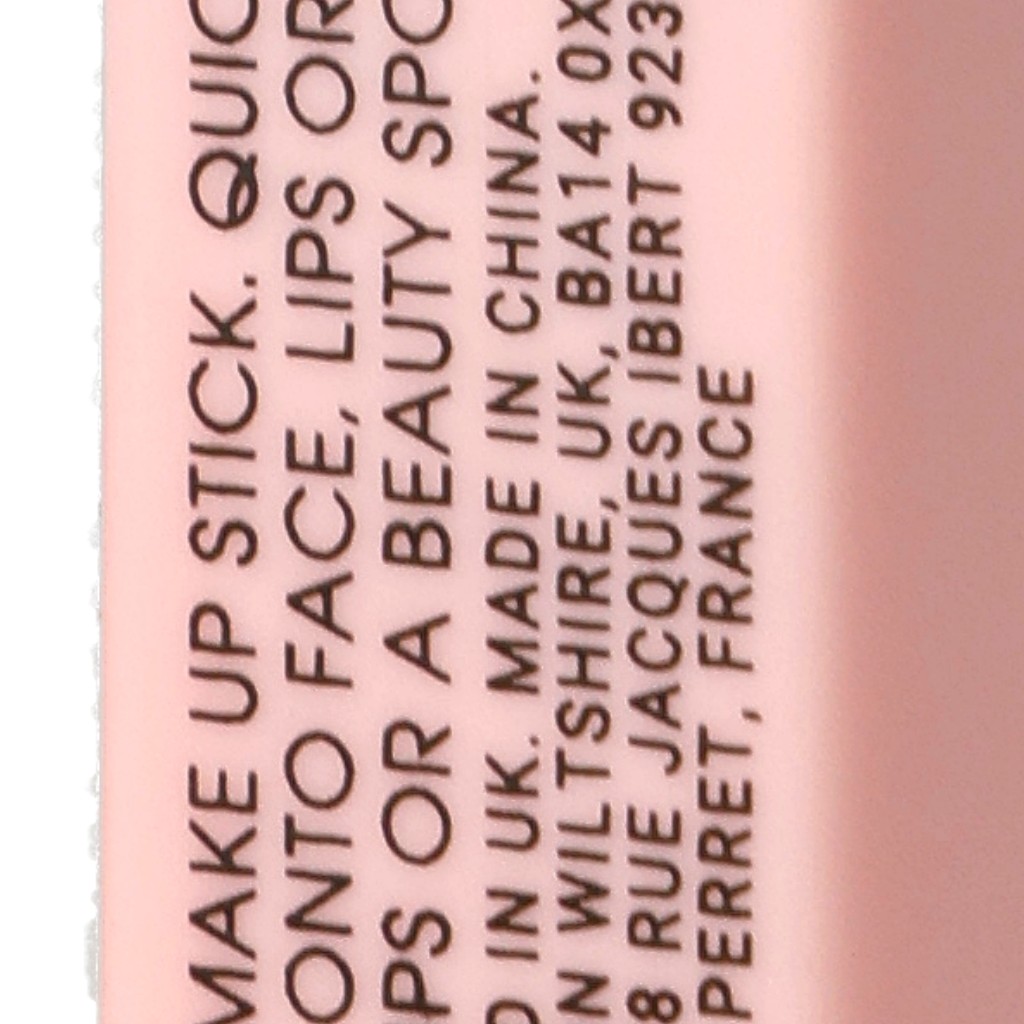 MAKE UP STICK. QUIC
ONTO FACE, LIPS OR
PS OR A BEAUTY SPO
D IN UK. MADE IN CHINA.
N WILTSHIRE, UK, BA14 0X
8 RUE JACQUES IBERT 923
PERRET, FRANCE